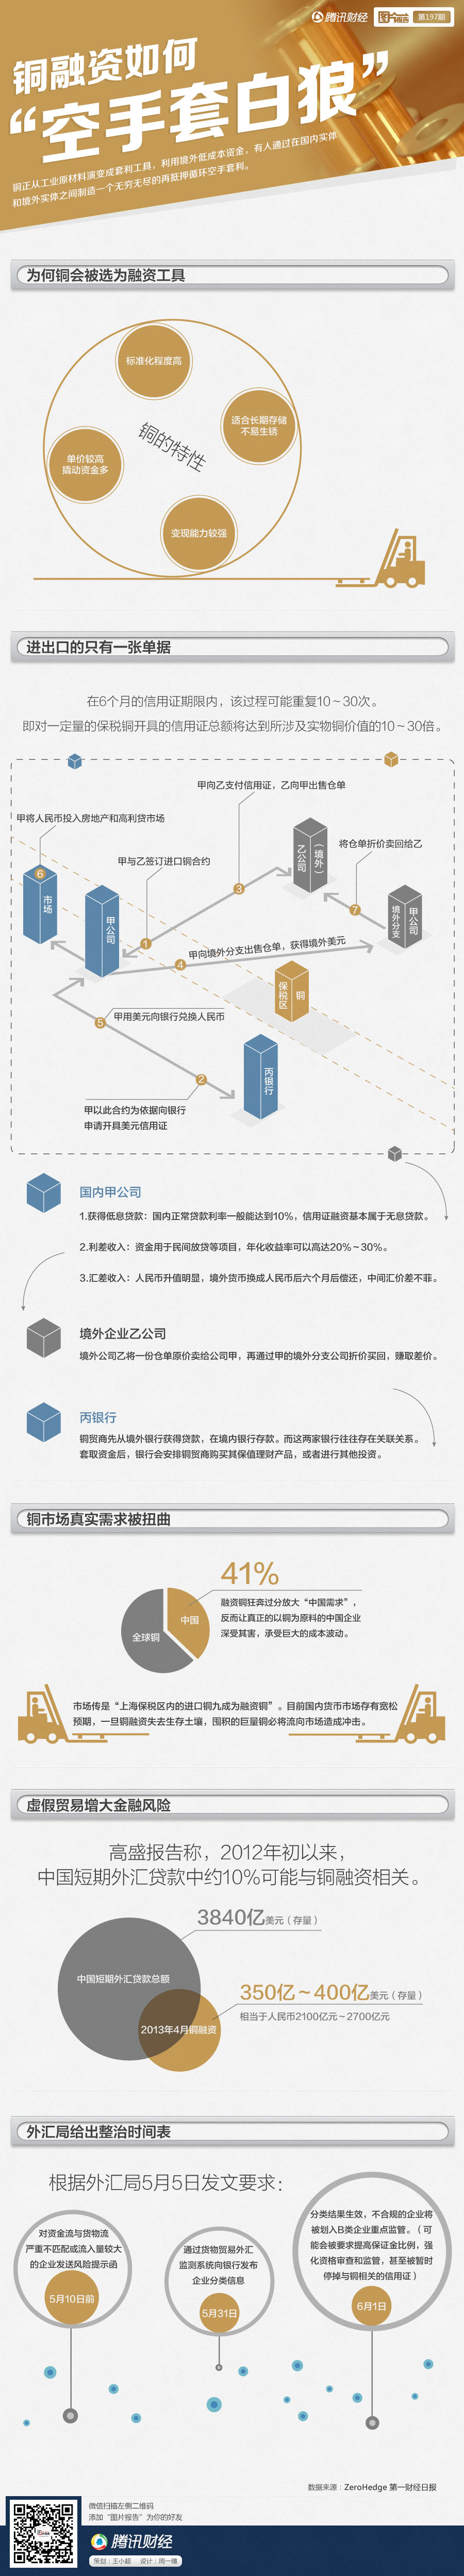 腾讯财经 图片报告 第197期
铜融资如何
“空手套白狼”
铜正从工业原材料演变成套利工具，利用境外低成本资金，有人通过在国内实体
和境外实体之间制造一个无穷无尽的再抵押循环空手套利。
为何铜会被选为融资工具
标准化程度高
适合长期存储
不易生锈
铜的特性
单价较高
撬动资金多
变现能力较强
进出口的只有一张单据
在6个月的信用证期限内，该过程可能重复10～30次。
即对一定量的保税铜开具的信用证总额将达到所涉及实物铜价值的10～30倍。
甲向乙支付信用证，乙向甲出售仓单
甲将人民币投入房地产和高利贷市场
将仓单折价卖回给乙
甲与乙签订进口铜合约
乙公司（境外）
6
市场
3
7
甲公司
境外分支
甲公司
1
甲向境外分支出售仓单，获得境外美元
4
保税区
铜
甲用美元向银行兑换人民币
5
丙银行
2
甲以此合约为依据向银行
申请开具美元信用证
国内甲公司
1.获得低息贷款：国内正常贷款利率一般能达到10%，信用证融资基本属于无息贷款。
2.利差收入：资金用于民间放贷等项目，年化收益率可以高达20%～30%。
3.汇差收入：人民币升值明显，境外货币换成人民币后六个月后偿还，中间汇价差不菲。
境外企业乙公司
境外公司乙将一份仓单原价卖给公司甲，再通过甲的境外分支公司折价买回，赚取差价。
丙银行
铜贸商先从境外银行获得贷款，在境内银行存款。而这两家银行往往存在关联关系。
套取资金后，银行会安排铜贸商购买其保值理财产品，或者进行其他投资。
铜市场真实需求被扭曲
41%
中国
全球铜
融资铜狂奔过分放大“中国需求”，
反而让真正的以铜为原料的中国企业
深受其害，承受巨大的成本波动。
市场传是“上海保税区内的进口铜九成为融资铜”。目前国内货币市场存有宽松
预期，一旦铜融资失去生存土壤，囤积的巨量铜必将流向市场造成冲击。
虚假贸易增大金融风险
高盛报告称，2012年初以来，
中国短期外汇贷款中约10%可能与铜融资相关。
3840亿美元（存量）
中国短期外汇贷款总额
350亿～400亿美元（存量）
相当于人民币2100亿元～2700亿元
2013年4月铜融资
外汇局给出整治时间表
根据外汇局5月5日发文要求：
对资金流与货物流
严重不匹配或流入量较大
的企业发送风险提示函
5月10日前
通过货物贸易外汇
监测系统向银行发布
企业分类信息
5月31日
分类结果生效，不合规的企业将
被划入B类企业重点监管。（可
能会被要求提高保证金比例，强
化资格审查和监管，甚至被暂时
停掉与铜相关的信用证）
6月1日
数据来源：ZeroHedge 第一财经日报
微信扫描左侧二维码
添加“图片报告”为你的好友
腾讯财经
策划：王小超 设计：周一嗨